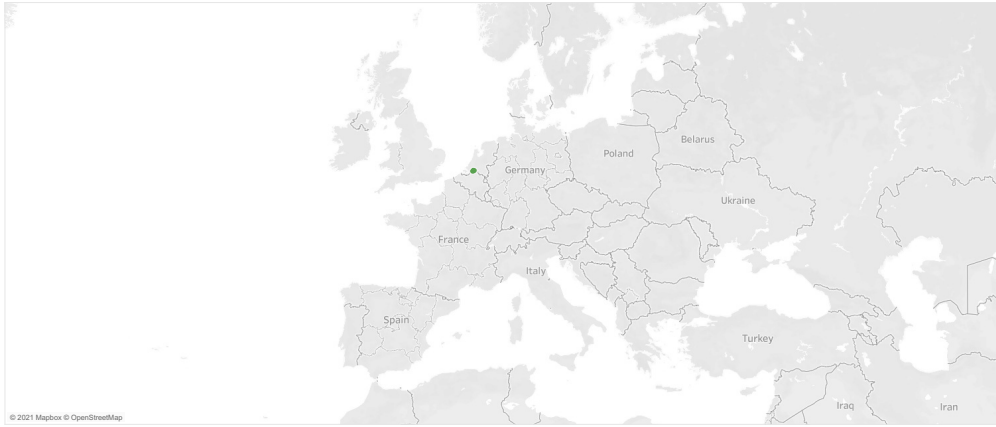 Belarus
Poland
Germany
Ukraine
France
Italy
Spain
Turkey
Iraq
Iran
© 2021 Mapbox © OpenStreetMap